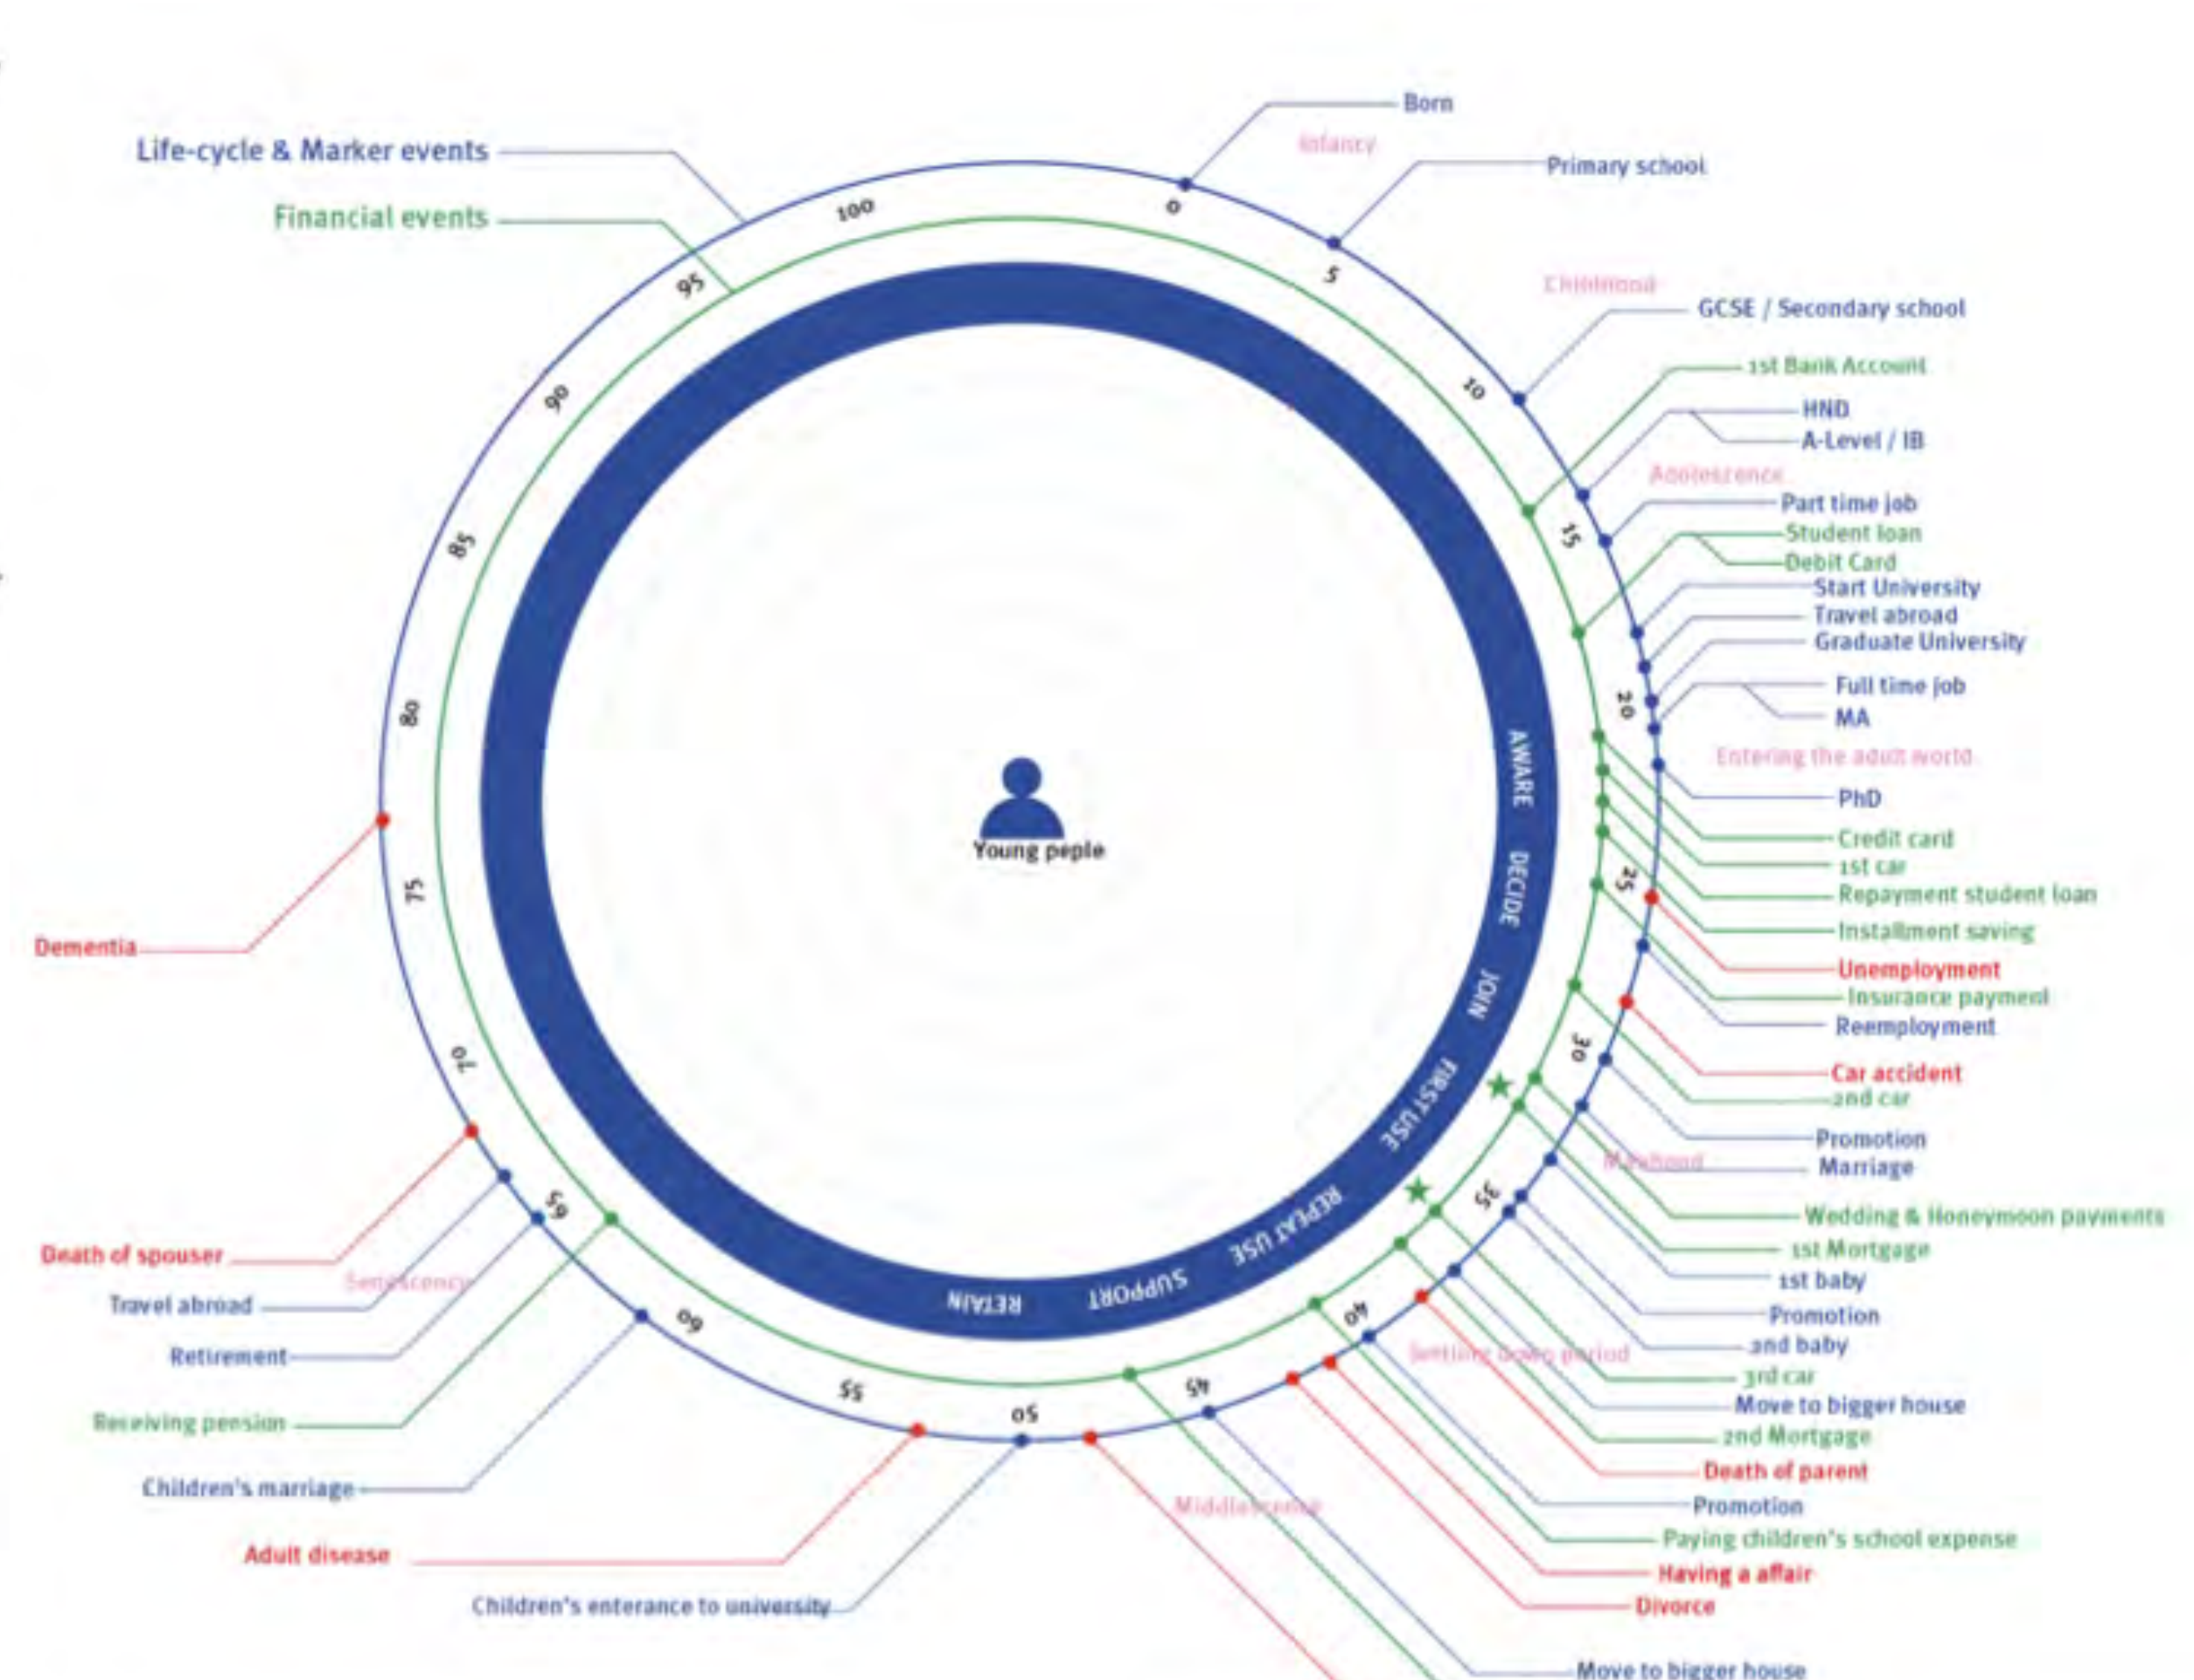 Life-cycle & Marker events
Financial events
Born
Infancy
Primary school
Childhood
GCSE / Secondary school
1st Bank Account
HND
A-Level / IB
Adolescence
Part time job
Student loan
Debit Card
Start University
Travel abroad
Graduate University
Full time job
MA
Entering the adult world
PhD
Credit card
1st car
Repayment student loan
Installment saving
Unemployment
Insurance payment
Reemployment
Car accident
2nd car
Promotion
Manhood
Marriage
Wedding & Honeymoon payments
1st Mortgage
1st baby
Promotion
2nd baby
Settling down period
3rd car
Move to bigger house
2nd Mortgage
Death of parent
Promotion
Paying children's school expense
Having a affair
Divorce
Middlescence
Move to bigger house
Children's enterance to university
Adult disease
Children's marriage
Receiving pension
Retirement
Travel abroad
Senescency
Death of spouser
Dementia
0
5
10
15
20
25
30
35
40
45
50
55
60
65
70
75
80
85
90
95
100
AWARE
DECIDE
JOIN
FIRST USE
REPEAT USE
SUPPORT
RETAIN
Young peple